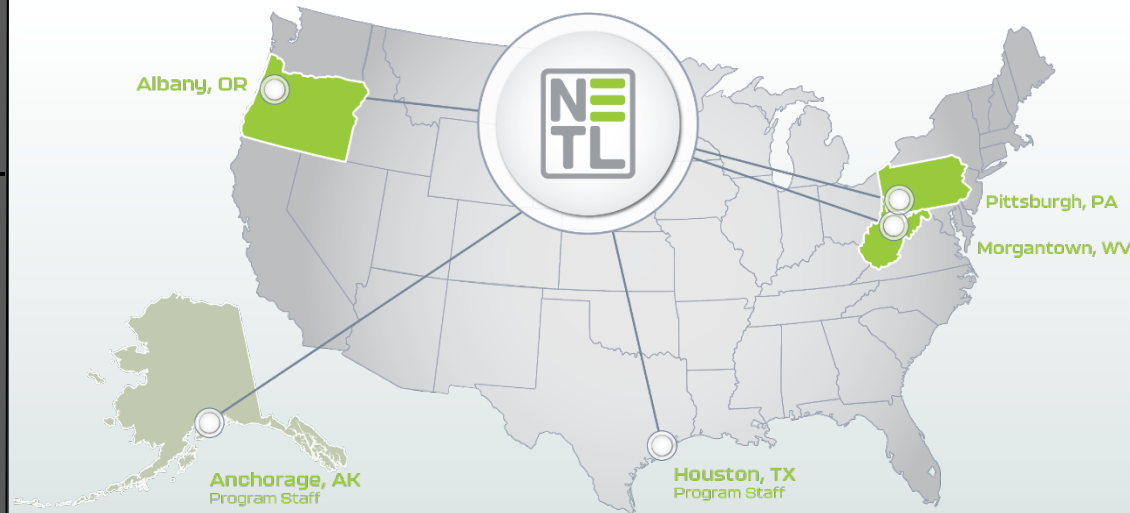 Albany, OR
NETL
Pittsburgh, PA
Morgantown, WV
Anchorage, AK
Program Staff
Houston, TX
Program Staff